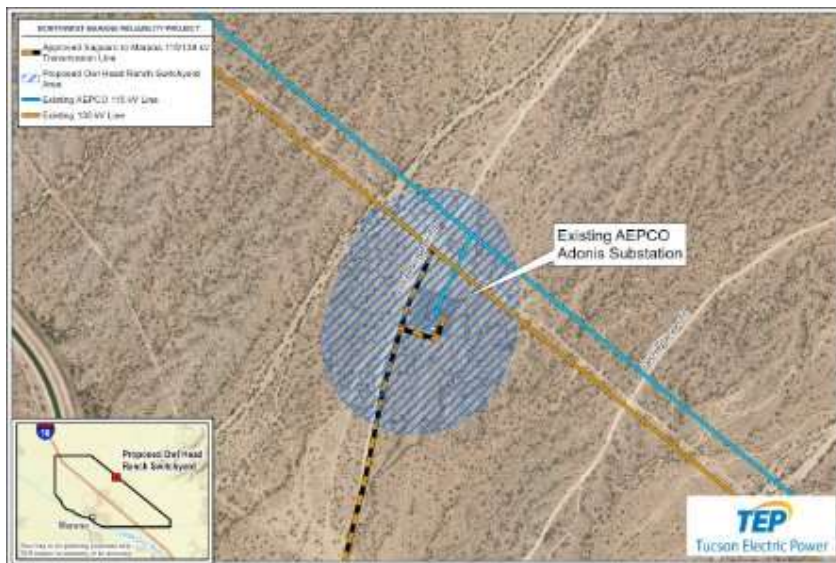 NORTHWEST MARANA RELIABILITY PROJECT
Approved Saguaro to Marana 115/138 kV
Transmission Line
Proposed Owl Head Ranch Switchyard
Area
Existing AEPCO 115 kV Line
Existing 138 kV Line
Existing AEPCO
Adonis Substation
10
Proposed Owl Head
Ranch Switchyard
Marana
TEP
Tucson Electric Power